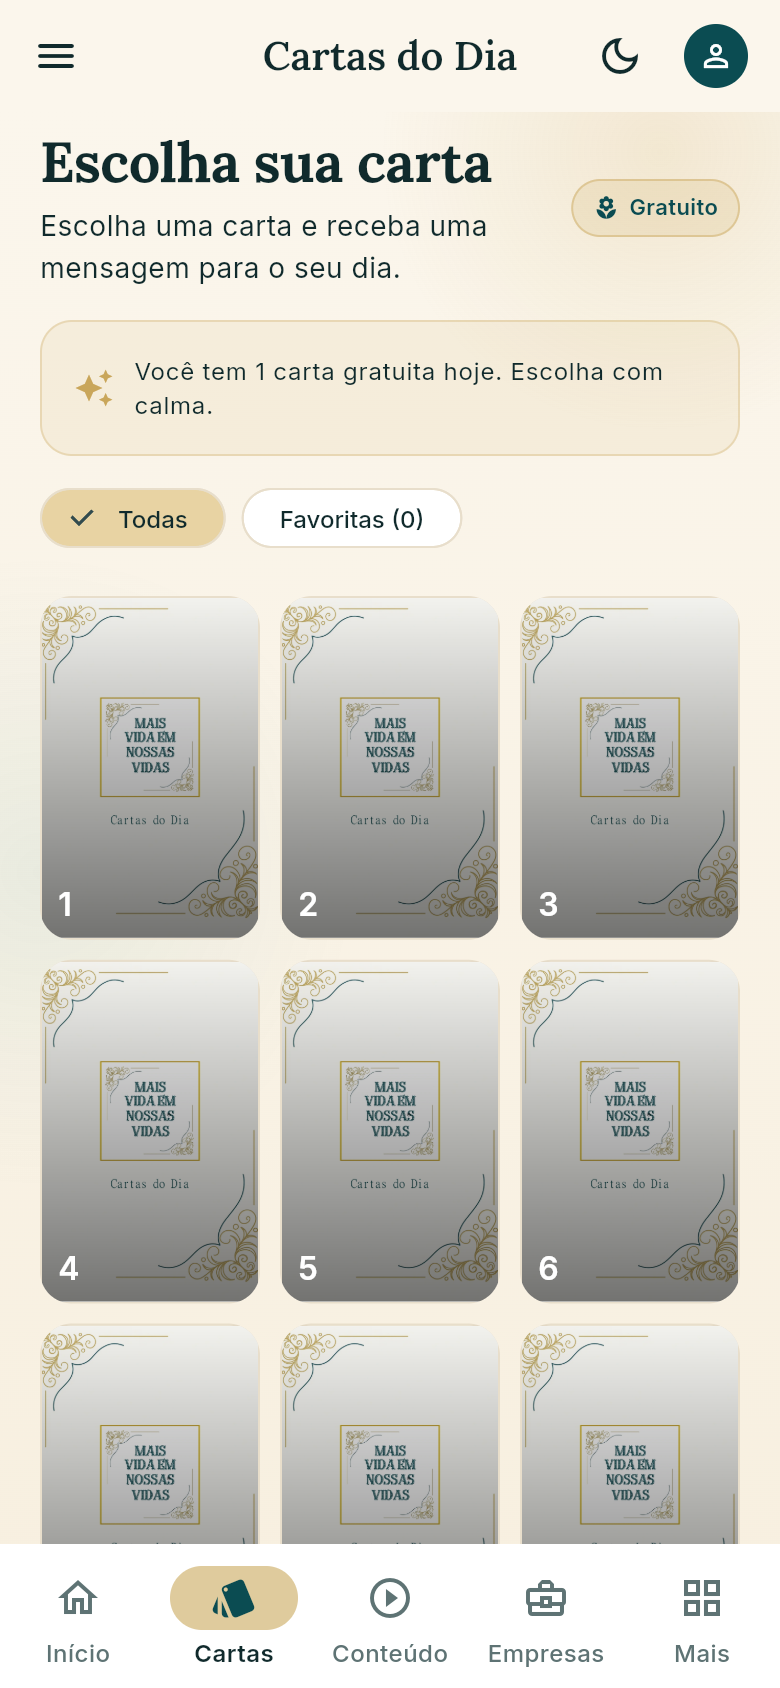 Cartas do Dia
Escolha sua carta
Escolha uma carta e receba uma
mensagem para o seu dia.
Gratuito
Você tem 1 carta gratuita hoje. Escolha com
calma.
Todas
Favoritas (0)
MAIS
VIDA EM
NOSSAS
VIDAS
Cartas do Dia
1
MAIS
VIDA EM
NOSSAS
VIDAS
Cartas do Dia
2
MAIS
VIDA EM
NOSSAS
VIDAS
Cartas do Dia
3
MAIS
VIDA EM
NOSSAS
VIDAS
Cartas do Dia
4
MAIS
VIDA EM
NOSSAS
VIDAS
Cartas do Dia
5
MAIS
VIDA EM
NOSSAS
VIDAS
Cartas do Dia
6
MAIS
VIDA EM
NOSSAS
VIDAS
MAIS
VIDA EM
NOSSAS
VIDAS
MAIS
VIDA EM
NOSSAS
VIDAS
Início
Cartas
Conteúdo
Empresas
Mais